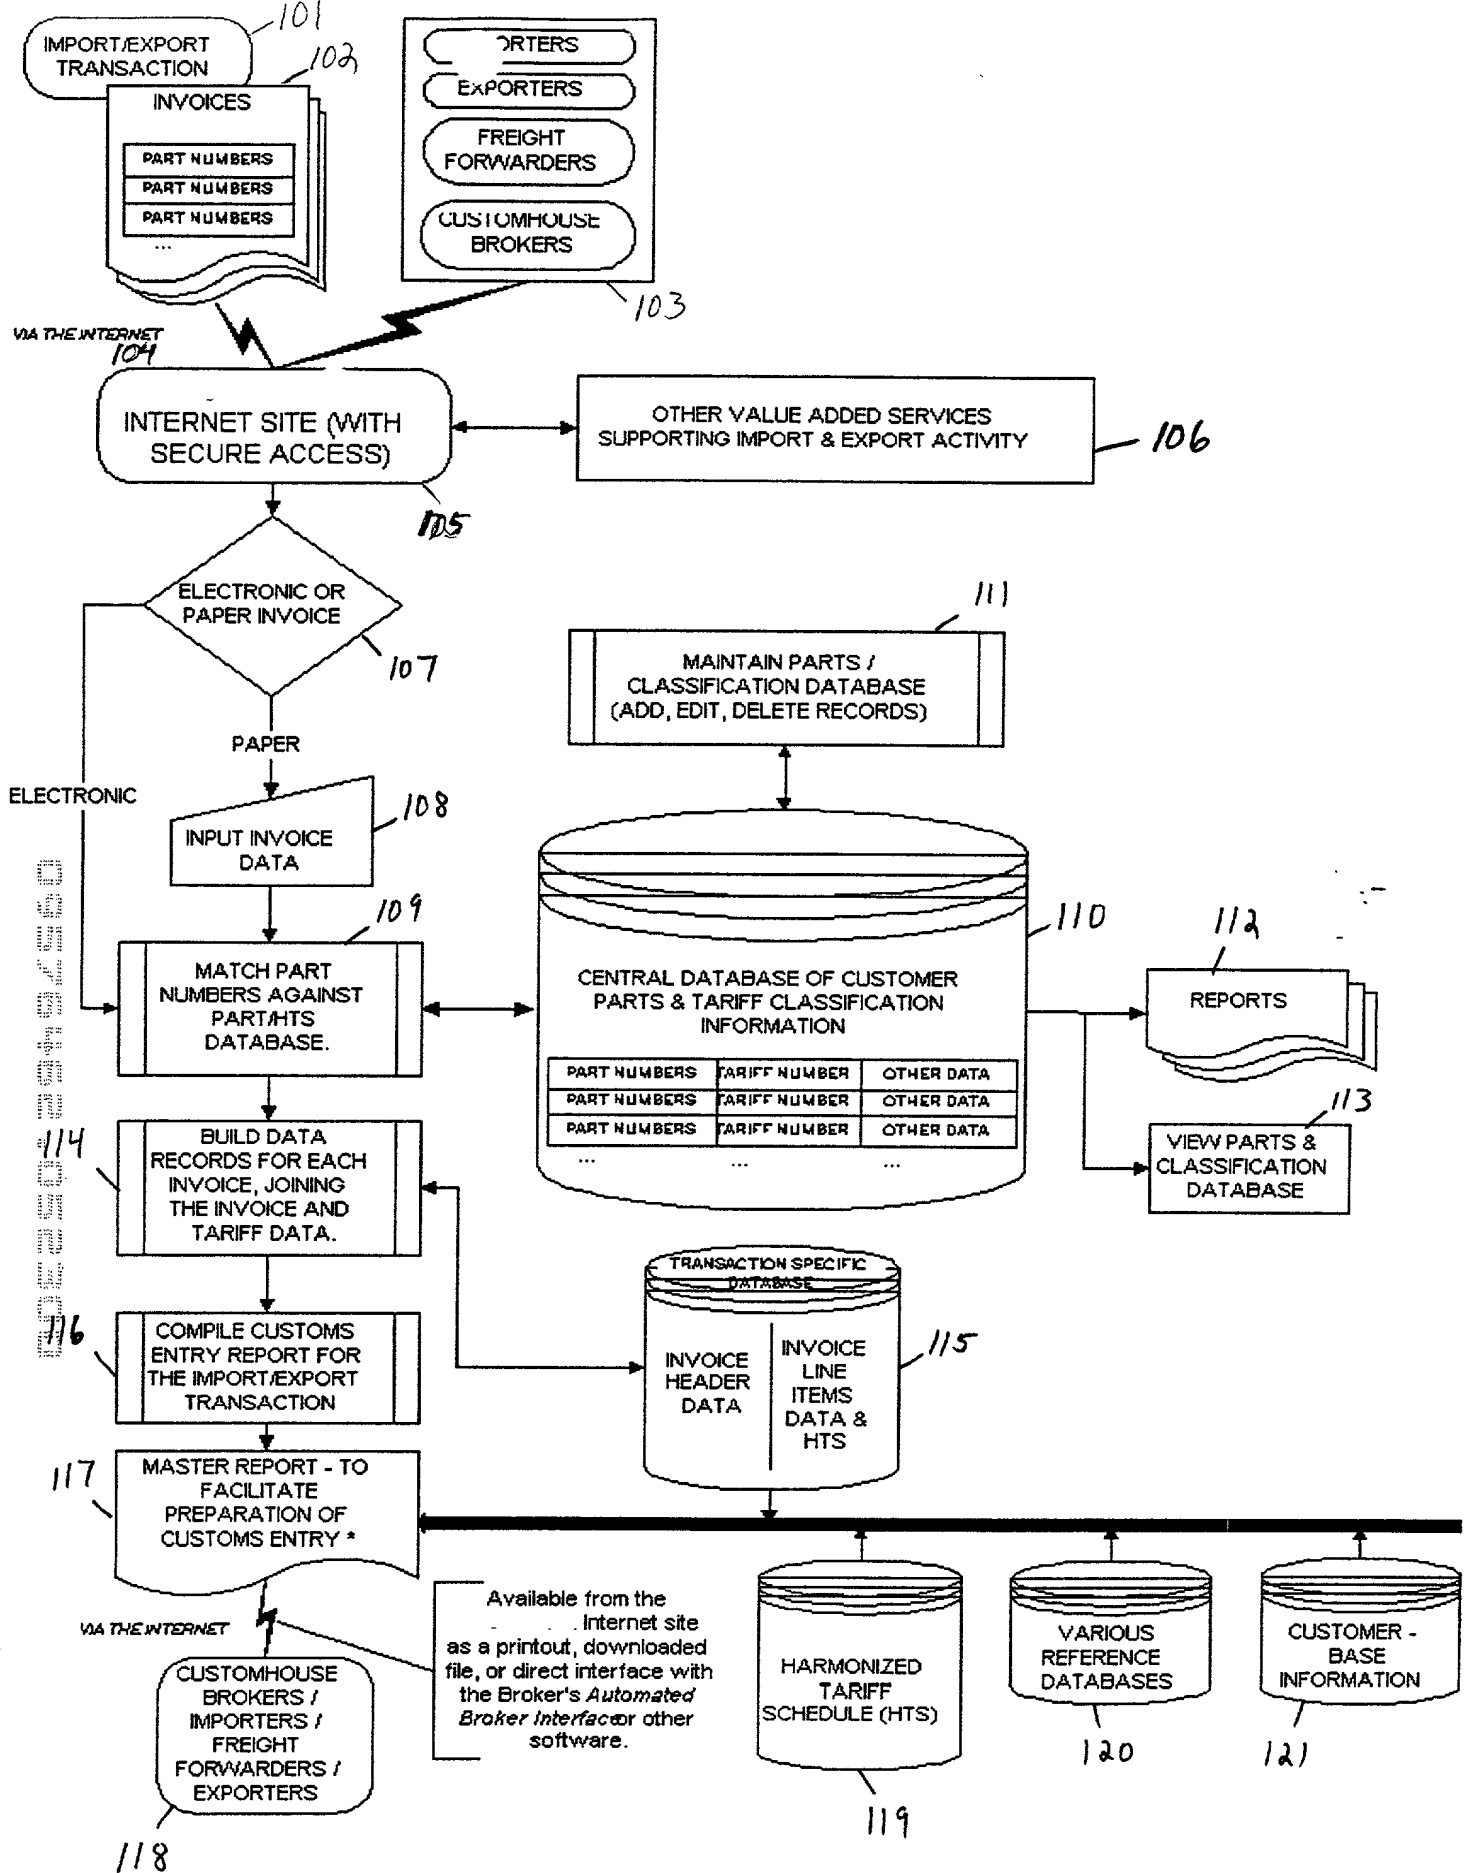 101
IMPORT/EXPORT
TRANSACTION
102
INVOICES
PART NUMBERS
PART NUMBERS
PART NUMBERS
...
ORTERS
EXPORTERS
FREIGHT
FORWARDERS
CUSTOMHOUSE
BROKERS
103
VIA THE INTERNET
104
INTERNET SITE (WITH
SECURE ACCESS)
105
OTHER VALUE ADDED SERVICES
SUPPORTING IMPORT & EXPORT ACTIVITY
106
ELECTRONIC OR
PAPER INVOICE
107
PAPER
ELECTRONIC
INPUT INVOICE
DATA
108
111
MAINTAIN PARTS /
CLASSIFICATION DATABASE
(ADD, EDIT, DELETE RECORDS)
109
MATCH PART
NUMBERS AGAINST
PART/HTS
DATABASE.
110
CENTRAL DATABASE OF CUSTOMER
PARTS & TARIFF CLASSIFICATION
INFORMATION
PART NUMBERS TARIFF NUMBER OTHER DATA
PART NUMBERS TARIFF NUMBER OTHER DATA
PART NUMBERS TARIFF NUMBER OTHER DATA
... ... ...
112
REPORTS
113
VIEW PARTS &
CLASSIFICATION
DATABASE
114
BUILD DATA
RECORDS FOR EACH
INVOICE, JOINING
THE INVOICE AND
TARIFF DATA.
TRANSACTION SPECIFIC
DATABASE
INVOICE
HEADER
DATA
INVOICE
LINE
ITEMS
DATA &
HTS
115
116
COMPILE CUSTOMS
ENTRY REPORT FOR
THE IMPORT/EXPORT
TRANSACTION
117
MASTER REPORT - TO
FACILITATE
PREPARATION OF
CUSTOMS ENTRY *
VIA THE INTERNET
Available from the
Internet site
as a printout, downloaded
file, or direct interface with
the Broker's Automated
Broker Interface or other
software.
CUSTOMHOUSE
BROKERS /
IMPORTERS /
FREIGHT
FORWARDERS /
EXPORTERS
118
HARMONIZED
TARIFF
SCHEDULE (HTS)
119
VARIOUS
REFERENCE
DATABASES
120
CUSTOMER -
BASE
INFORMATION
121